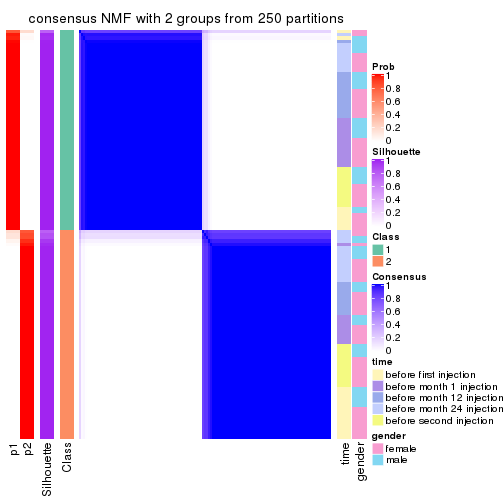 consensus NMF with 2 groups from 250 partitions
Prob
1
0.8
0.6
0.4
0.2
0
Silhouette
1
0.8
0.6
0.4
0.2
0
Class
1
2
Consensus
1
0.8
0.6
0.4
0.2
0
time
before first injection
before month 1 injection
before month 12 injection
before month 24 injection
before second injection
gender
female
male
p1
p2
Silhouette
Class
time
gender